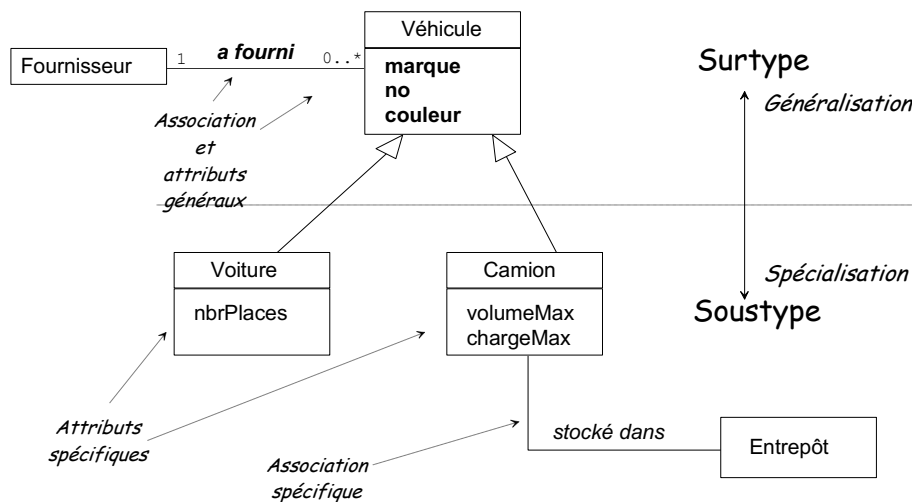 Véhicule
Fournisseur
1
a fourni
0..*
marque
no
couleur
Surtype
Généralisation
Association
et
attributs
généraux
Voiture
nbrPlaces
Camion
volumeMax
chargeMax
Spécialisation
Soustype
Attributs
spécifiques
Association
spécifique
stocké dans
Entrepôt